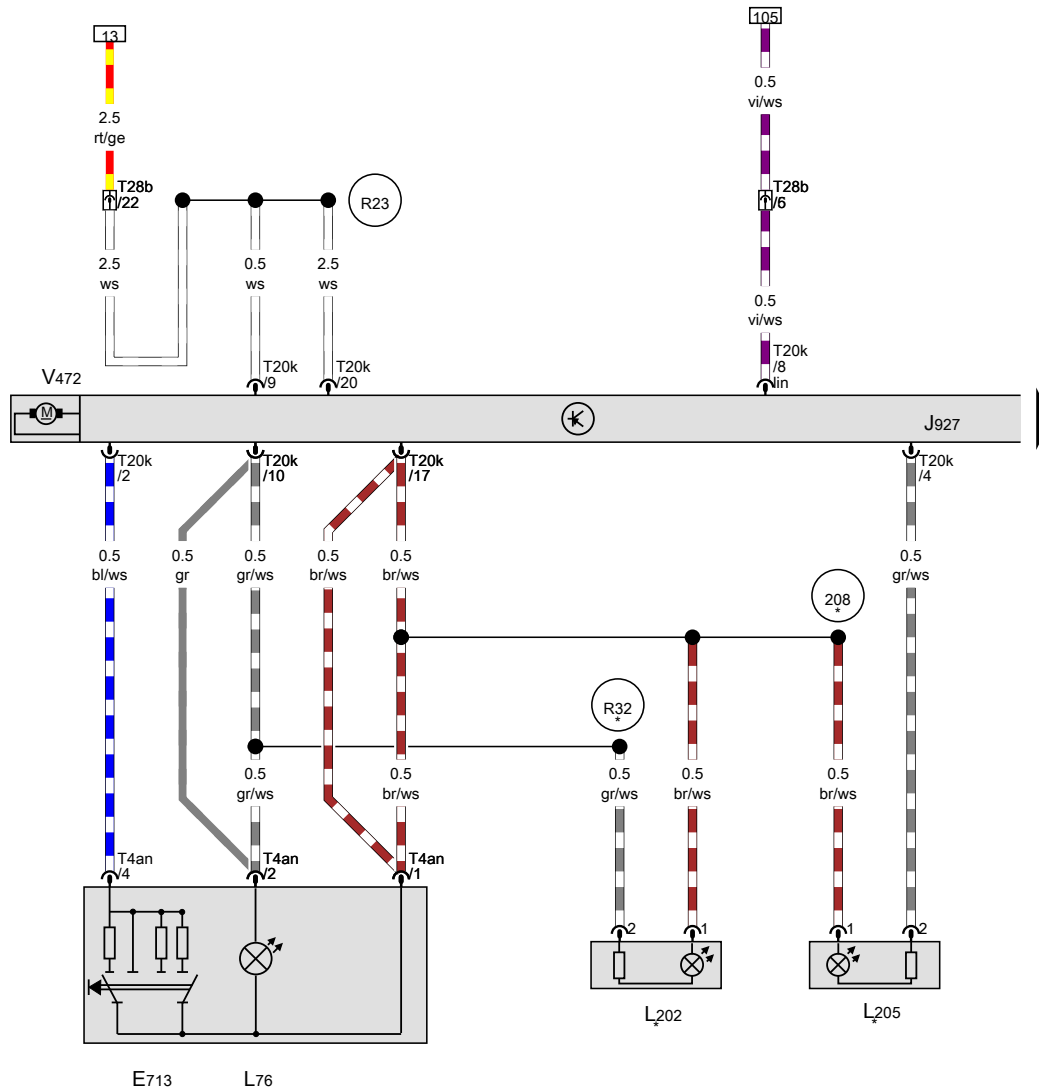 13
105
2.5
rt/ge
0.5
vi/ws
T28b
/22
T28b
/6
R23
2.5
ws
0.5
ws
2.5
ws
0.5
vi/ws
T20k
/9
T20k
/20
T20k
/8
lin
V472
M
J927
T20k
/2
T20k
/10
T20k
/17
T20k
/4
0.5
bl/ws
0.5
gr
0.5
gr/ws
0.5
br/ws
0.5
br/ws
0.5
gr/ws
208
*
R32
*
0.5
gr/ws
0.5
br/ws
0.5
gr/ws
0.5
br/ws
0.5
br/ws
T4an
/4
T4an
/2
T4an
/1
2
1
1
2
L202
*
L205
*
E713
L76